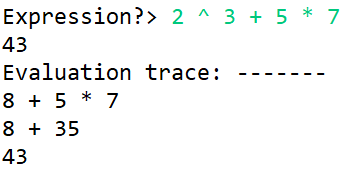 Expression?> 2 ^ 3 + 5 * 7
43
Evaluation trace: -------
8 + 5 * 7
8 + 35
43